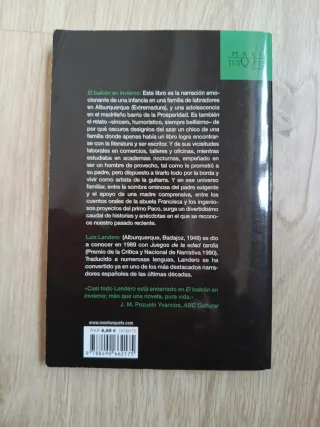 MAXI
TUSQUETS
El balcón en invierno: Este libro es la narración emo-
cionante de una infancia en una familia de labradores
en Alburquerque (Extremadura), y una adolescencia
en el madrileño barrio de la Prosperidad. Es también
el relato «sincero, humorístico, siempre bellísimo» de
por qué oscuros designios del azar un chico de una familia
donde apenas había un libro logra encontrar-
se con la literatura y ser escritor. Y de sus vicisitudes
laborales en comercios, talleres y oficinas, mientras
estudiaba en academias nocturnas, empeñado en
ser un hombre de provecho, tal como le prometió a
su padre, pero dispuesto a tirarlo todo por la borda y
vivir como artista de la guitarra. Y en ese universo
familiar, entre la sombra ominosa del padre exigente
y el apoyo de una madre comprensiva, entre los
cuentos orales de la abuela Francisca y los ingenio-
sos proyectos del primo Paco, surge un divertidísimo
caudal de historias y anécdotas en el que se recono-
ce nuestro pasado reciente.
Luis Landero (Alburquerque, Badajoz, 1948) se dio
a conocer en 1989 con Juegos de la edad tardía
(Premio de la Crítica y Nacional de Narrativa 1990).
Traducido a numerosas lenguas, Landero se ha
convertido ya en uno de los más destacados narradores
españoles de las últimas décadas.
«Casi todo Landero está encerrado en El balcón en
invierno; más que una novela, pura vida.»
J. M. Pozuelo Yvancos, ABC Cultural
www.maxitusquets.com
9 788490 662175